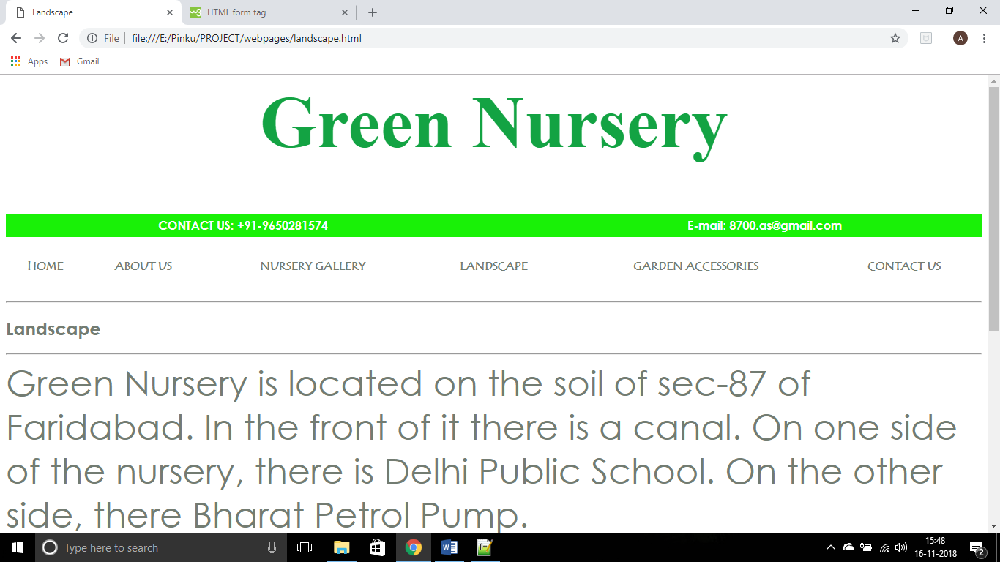 Landscape
HTML form tag
File
file:///E:/Pinku/PROJECT/webpages/landscape.html
A
Apps
Gmail
Green Nursery
CONTACT US: +91-9650281574
E-mail: 8700.as@gmail.com
HOME
ABOUT US
NURSERY GALLERY
LANDSCAPE
GARDEN ACCESSORIES
CONTACT US
Landscape
Green Nursery is located on the soil of sec-87 of
Faridabad. In the front of it there is a canal. On one side
of the nursery, there is Delhi Public School. On the other
side, there Bharat Petrol Pump.
Type here to search
15:48
16-11-2018
2